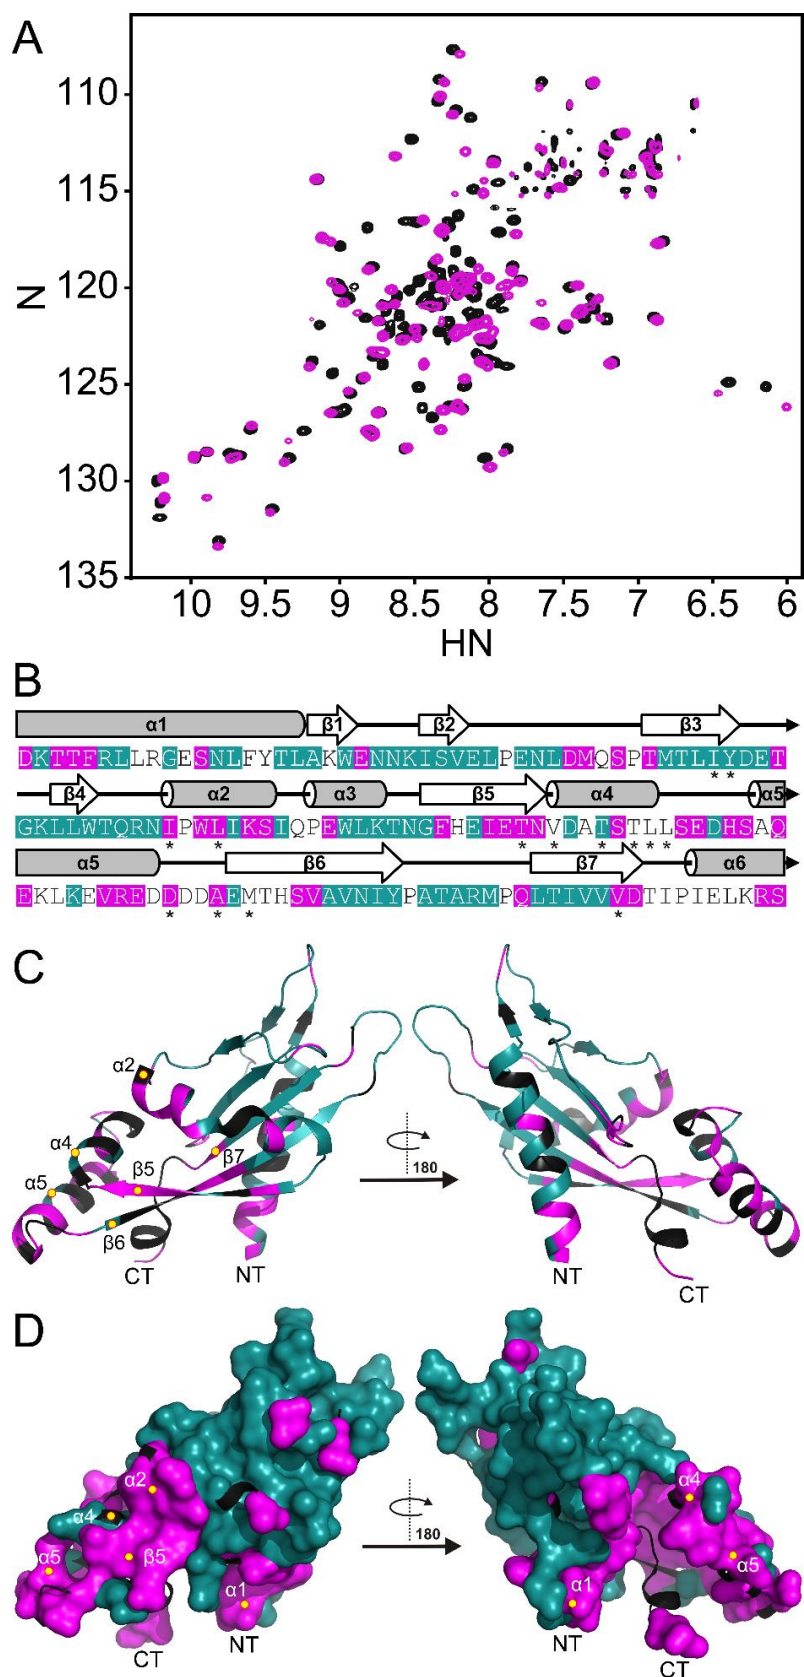 A
110
115
120
125
130
135
N
10 9.5 9 8.5 8 7.5 7 6.5 6
HN
B
α1 β1 β2 β3
DKTTFRLLRGESNLFYTLAKWENNKISVELPENLDMQSPTMTLIYDET
* *
β4 α2 α3 β5 α4 α5
GKLLWTQRNIPWLIKSIQPEWLKTNGFHEIETNVDATSTLLSEDHSAQ
* * * * * * * *
α5 β6 β7 α6
EKLKEVREDDDDAEMTHSVAVNIYPATARMPQLTIVVVDTIPIELKRS
* * * *
C
α2
α4
α5
β5
β7
β6
CT
NT
180
NT
CT
D
α2
α4
α5
β5
α1
CT
NT
180
α4
α5
α1
NT
CT